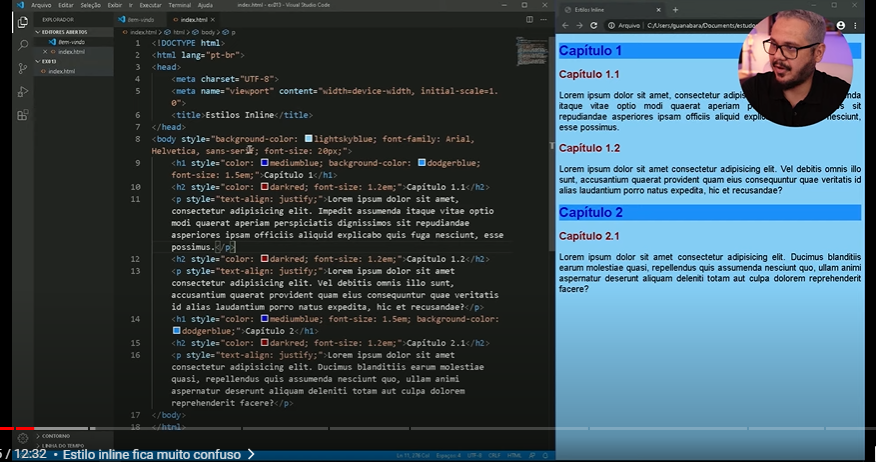 Arquivo Editar Seleção Exibir Ir Executar Terminal Ajuda
index.html - ex013 - Visual Studio Code
EXPLORADOR
EDITORES ABERTOS
Bem-vindo
index.html
EX013
index.html
CONTORNO
LINHA DO TEMPO
Bem-vindo
index.html
index.html > html > body > p
1 <!DOCTYPE html>
2 <html lang="pt-br">
3 <head>
4 <meta charset="UTF-8">
5 <meta name="viewport" content="width=device-width, initial-scale=1.
0">
6 <title>Estilos Inline</title>
7 </head>
8 <body style="background-color: lightskyblue; font-family: Arial,
Helvetica, sans-serif; font-size: 20px;">
9 <h1 style="color: mediumblue; background-color: dodgerblue;
font-size: 1.5em;">Capítulo 1</h1>
10 <h2 style="color: darkred; font-size: 1.2em">Capítulo 1.1</h2>
11 <p style="text-align: justify;">Lorem ipsum dolor sit amet,
consectetur adipisicing elit. Impedit assumenda itaque vitae optio
modi quaerat aperiam perspiciatis dignissimos sit repudiandae
asperiores ipsam officiis aliquid explicabo quis fuga nesciunt, esse
possimus.</p>
12 <h2 style="color: darkred; font-size: 1.2em">Capítulo 1.2</h2>
13 <p style="text-align: justify;">Lorem ipsum dolor sit amet
consectetur adipisicing elit. Vel debitis omnis illo sunt,
accusantium quaerat provident quam eius consequuntur quae veritatis
id alias laudantium porro natus expedita, hic et recusandae?</p>
14 <h1 style="color: mediumblue; font-size: 1.5em; background-color:
dodgerblue;">Capítulo 2</h1>
15 <h2 style="color: darkred; font-size: 1.2em;">Capítulo 2.1</h2>
16 <p style="text-align: justify;">Lorem ipsum dolor sit amet
consectetur adipisicing elit. Ducimus blanditiis earum molestiae
quasi, repellendus quis assumenda nesciunt quo, ullam animi
aspernatur deserunt aliquam deleniti totam aut culpa dolorem
reprehenderit facere?</p>
17 </body>
18 </html>
Espaços: 4 UTF-8 CRLF HTML
Estilos Inline
Arquivo C:/Users/guanabara/Documents/estudo
Capítulo 1
Capítulo 1.1
Lorem ipsum dolor sit amet, consectetur adipisicing
itaque vitae optio modi quaerat aperiam
repudiandae asperiores ipsam officiis aliquid nesciunt,
esse possimus.
Capítulo 1.2
Lorem ipsum dolor sit amet consectetur adipisicing elit. Vel debitis omnis illo
sunt, accusantium quaerat provident quam eius consequuntur quae veritatis id
alias laudantium porro natus expedita, hic et recusandae?
Capítulo 2
Capítulo 2.1
Lorem ipsum dolor sit amet consectetur adipisicing elit. Ducimus blanditiis
earum molestiae quasi, repellendus quis assumenda nesciunt quo, ullam animi
aspernatur deserunt aliquam deleniti totam aut culpa dolorem reprehenderit
facere?
/ 12:32 • Estilo inline fica muito confuso >